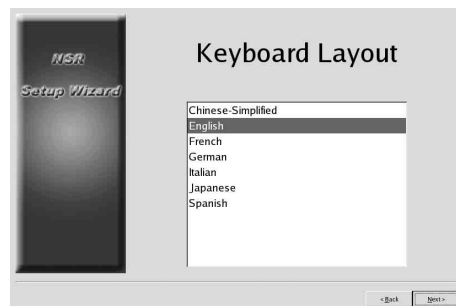 NSR
Setup Wizard
Keyboard Layout
Chinese-Simplified
English
French
German
Italian
Japanese
Spanish
< Back
Next >